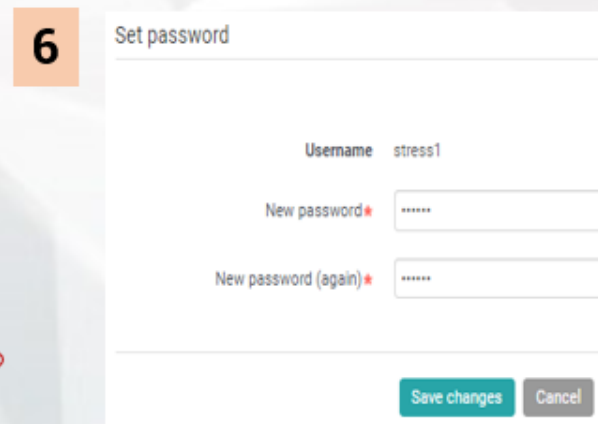 6
Set password
Username stress1
New password*
••••••
New password (again)*
••••••
Save changes Cancel